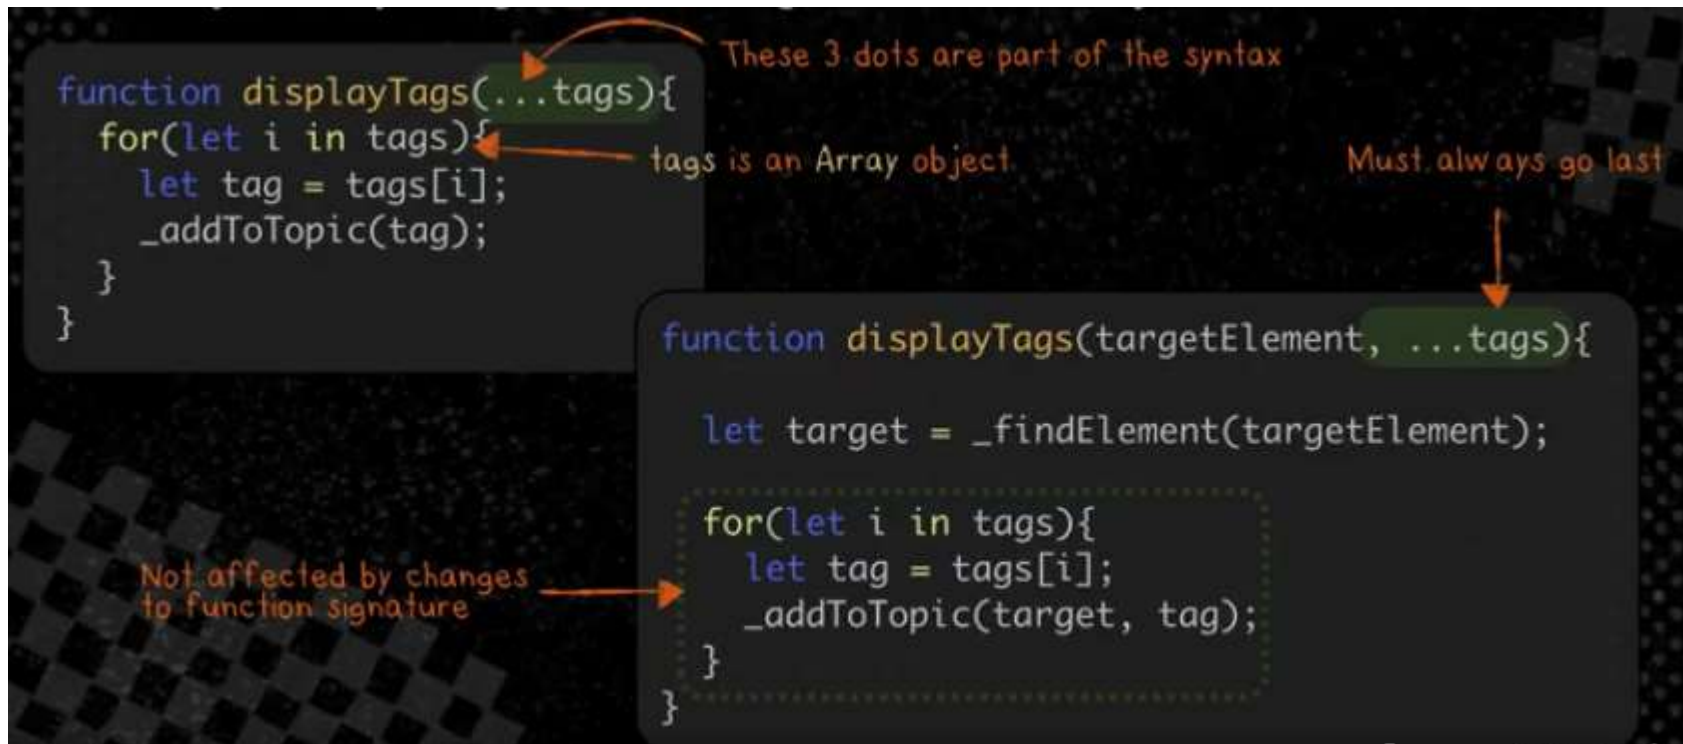 These 3 dots are part of the syntax
function displayTags(...tags){
for(let i in tags){
let tag = tags[i];
_addToTopic(tag);
}
}
tags is an Array object
Must always go last
function displayTags(targetElement, ...tags){
let target = _findElement(targetElement);
for(let i in tags){
let tag = tags[i];
_addToTopic(target, tag);
}
}
Not affected by changes
to function signature